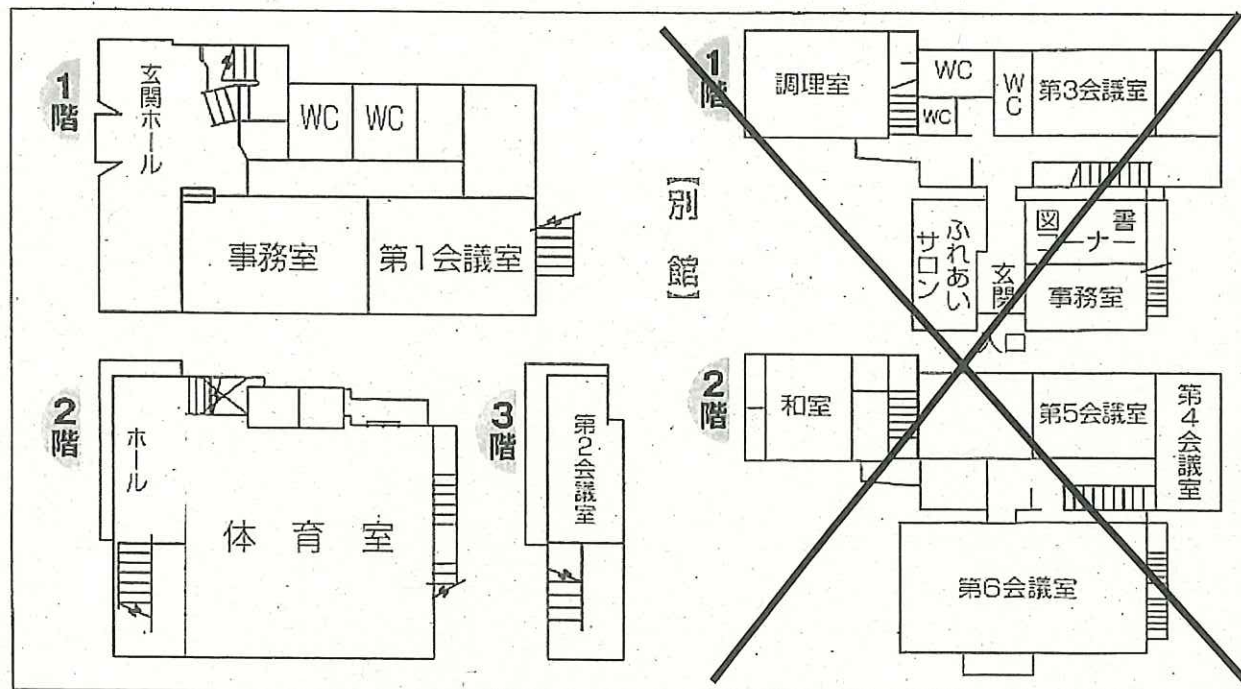 1階
玄関ホール
WC
WC
事務室
第1会議室
2階
ホール
体育室
3階
第2会議室
【別館】
1階
調理室
WC
WC
WC
第3会議室
ふれあい
サロン
玄関
図書
コーナー
事務室
入口
2階
和室
第5会議室
第4会議室
第6会議室